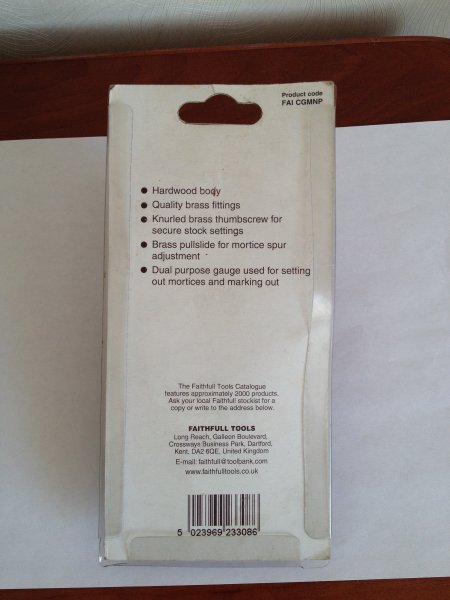 Product code
FAI CGMNP
● Hardwood body
● Quality brass fittings
● Knurled brass thumbscrew for
secure stock settings
● Brass pullslide for mortice spur
adjustment
● Dual purpose gauge used for setting
out mortices and marking out
The Faithfull Tools Catalogue
features approximately 2000 products.
Ask your local Faithfull stockist for a
copy or write to the address below.
FAITHFULL TOOLS
Long Reach, Galleon Boulevard,
Crossways Business Park, Dartford,
Kent. DA2 6QE, United Kingdom
E-mail: faithfull@toolbank.com
www.faithfulltools.co.uk
5 023969 233086